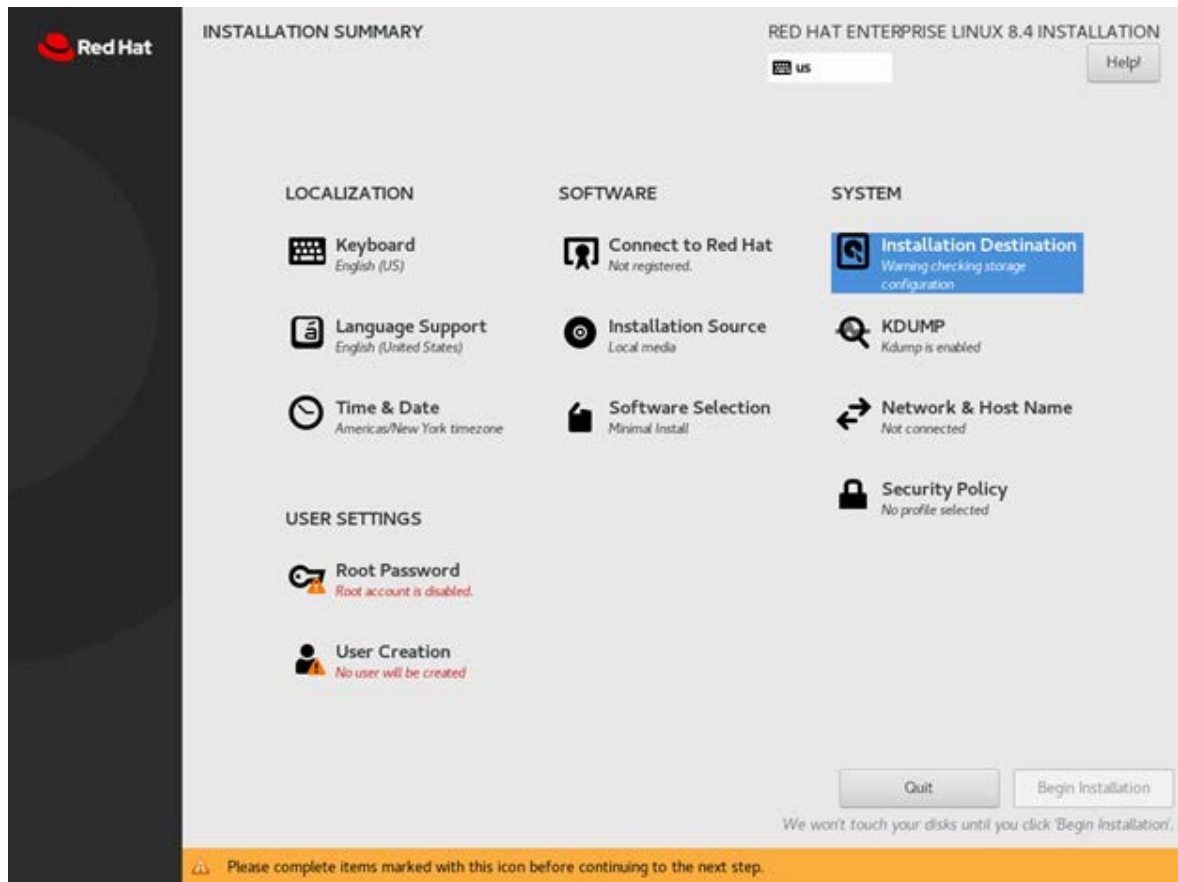 Red Hat
INSTALLATION SUMMARY
RED HAT ENTERPRISE LINUX 8.4 INSTALLATION
us
Help!
LOCALIZATION
Keyboard
English (US)
Language Support
English (United States)
Time & Date
Americas/New York timezone
SOFTWARE
Connect to Red Hat
Not registered.
Installation Source
Local media
Software Selection
Minimal Install
SYSTEM
Installation Destination
Warning checking storage
configuration
KDUMP
Kdump is enabled
Network & Host Name
Not connected
Security Policy
No profile selected
USER SETTINGS
Root Password
Root account is disabled.
User Creation
No user will be created
Quit
Begin Installation
We won't touch your disks until you click 'Begin Installation'.
Please complete items marked with this icon before continuing to the next step.